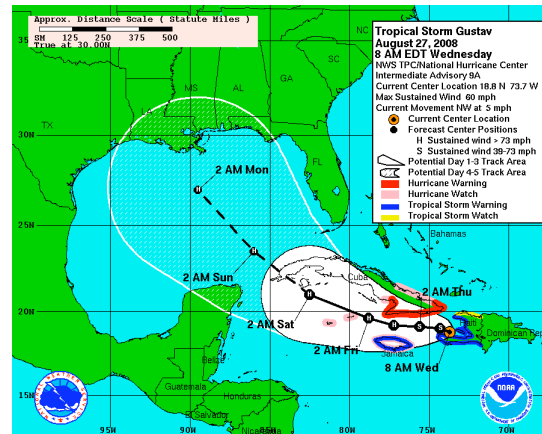 Approx. Distance Scale ( Statute Miles )
SM 125 250 375 500
True at 30.00N
Tropical Storm Gustav
August 27, 2008
8 AM EDT Wednesday
NWS TPC/National Hurricane Center
Intermediate Advisory 9A
Current Center Location 18.8 N 73.7 W
Max Sustained Wind 60 mph
Current Movement NW at 5 mph
Current Center Location
Forecast Center Positions
H Sustained wind > 73 mph
S Sustained wind 39-73 mph
Potential Day 1-3 Track Area
Potential Day 4-5 Track Area
Hurricane Warning
Hurricane Watch
Tropical Storm Warning
Tropical Storm Watch
NC
SC
MS AL GA
LA
TX
30N
FL
2 AM Mon
H
25N
Bahamas
H
2 AM Sun
Cuba
2 AM Thu
H
20N
2 AM Sat
H H S S
Haiti
Dominican Rep
2 AM Fri
Jamaica
8 AM Wed
Belize
Guatemala
15N
Honduras
El Salvador
Nicaragua
95W 90W 85W 80W 75W 70W
NOAA